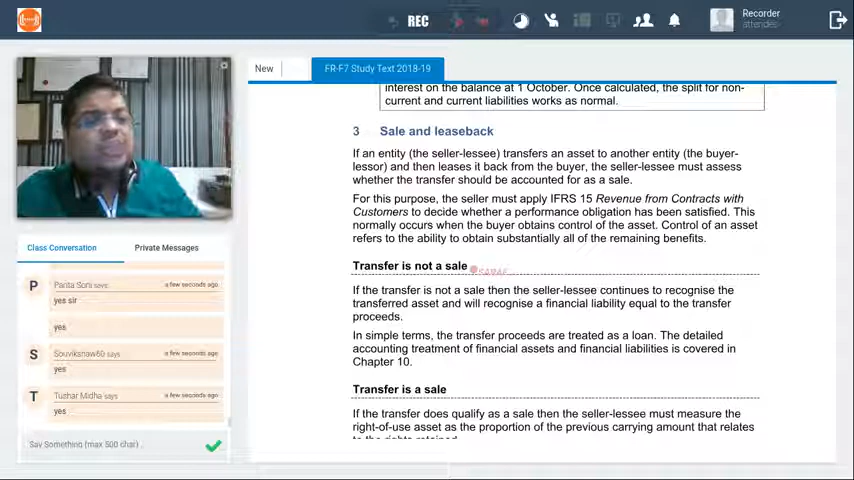 REC
Recorder
attendee
New
FR-F7 Study Text 2018-19
interest on the balance at 1 October. Once calculated, the split for non-
current and current liabilities works as normal.
3 Sale and leaseback
If an entity (the seller-lessee) transfers an asset to another entity (the buyer-
lessor) and then leases it back from the buyer, the seller-lessee must assess
whether the transfer should be accounted for as a sale.
For this purpose, the seller must apply IFRS 15 Revenue from Contracts with
Customers to decide whether a performance obligation has been satisfied. This
normally occurs when the buyer obtains control of the asset. Control of an asset
refers to the ability to obtain substantially all of the remaining benefits.
Transfer is not a sale
If the transfer is not a sale then the seller-lessee continues to recognise the
transferred asset and will recognise a financial liability equal to the transfer
proceeds.
In simple terms, the transfer proceeds are treated as a loan. The detailed
accounting treatment of financial assets and financial liabilities is covered in
Chapter 10.
Transfer is a sale
If the transfer does qualify as a sale then the seller-lessee must measure the
right-of-use asset as the proportion of the previous carrying amount that relates
to the rights retained.
Class Conversation
Private Messages
P
says
a few seconds ago
yes sir
yes
S
says
a few seconds ago
yes
T
Tushar Midha says
a few seconds ago
yes
Say Something (max 500 char)